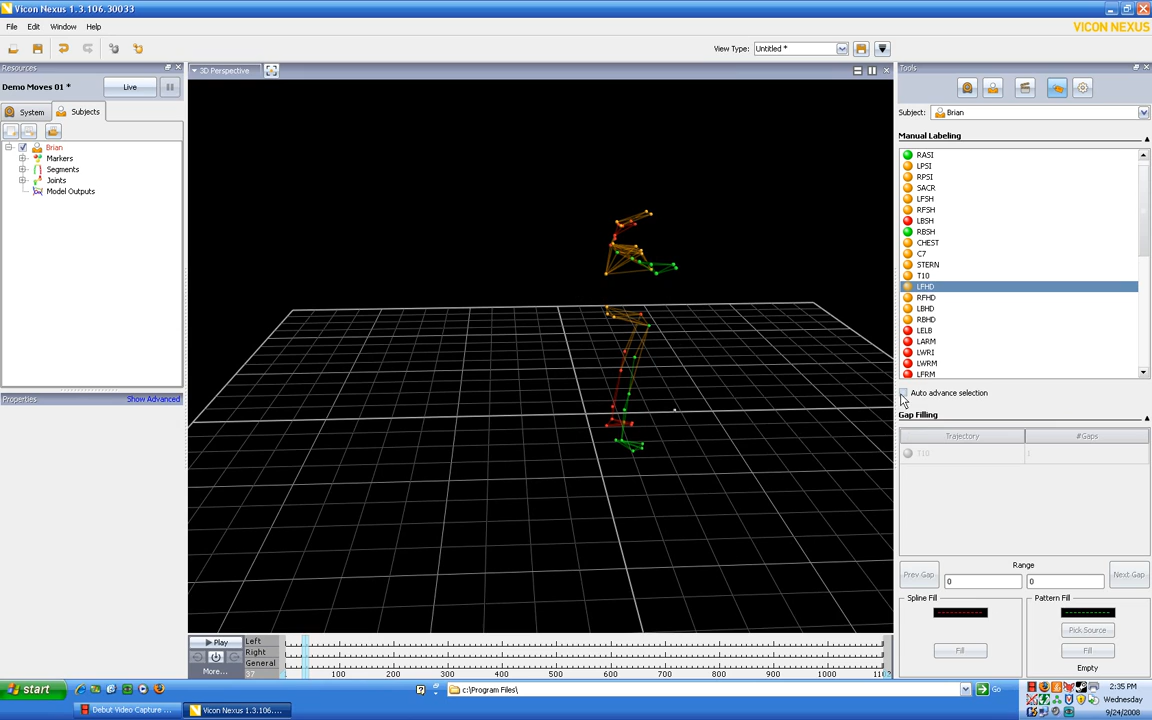 Vicon Nexus 1.3.106.30033
File Edit Window Help
VICON NEXUS
View Type: Untitled *
Resources
3D Perspective
Tools
Demo Moves 01 * Live
System Subjects
Subject: Brian
Manual Labeling
Brian
Markers
Segments
Joints
Model Outputs
RASI
LPSI
RPSI
SACR
LFSH
RFSH
LBSH
RBSH
CHEST
C7
STERN
T10
LFHD
RFHD
LBHD
RBHD
LELB
LARM
LWRI
LWRM
LFRM
Properties Show Advanced
Auto advance selection
Gap Filling
Trajectory #Gaps
T10 1
Range
Prev Gap 0 0 Next Gap
Spline Fill Pattern Fill
Pick Source
Fill Fill
Empty
Play Left
Right
General
More... 37 100 200 300 400 500 600 700 800 900 1000
start c:\Program Files\ Go
Debut Video Capture ... Vicon Nexus 1.3.106....
2:35 PM
Wednesday
9/24/2008